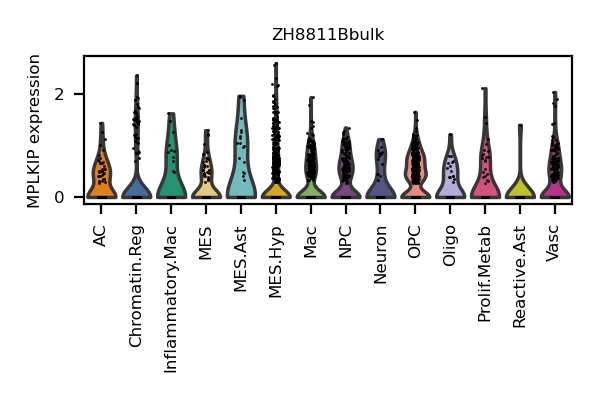 ZH8811Bbulk
MPLKIP expression
2
0
AC
Chromatin.Reg
Inflammatory.Mac
MES
MES.Ast
MES.Hyp
Mac
NPC
Neuron
OPC
Oligo
Prolif.Metab
Reactive.Ast
Vasc